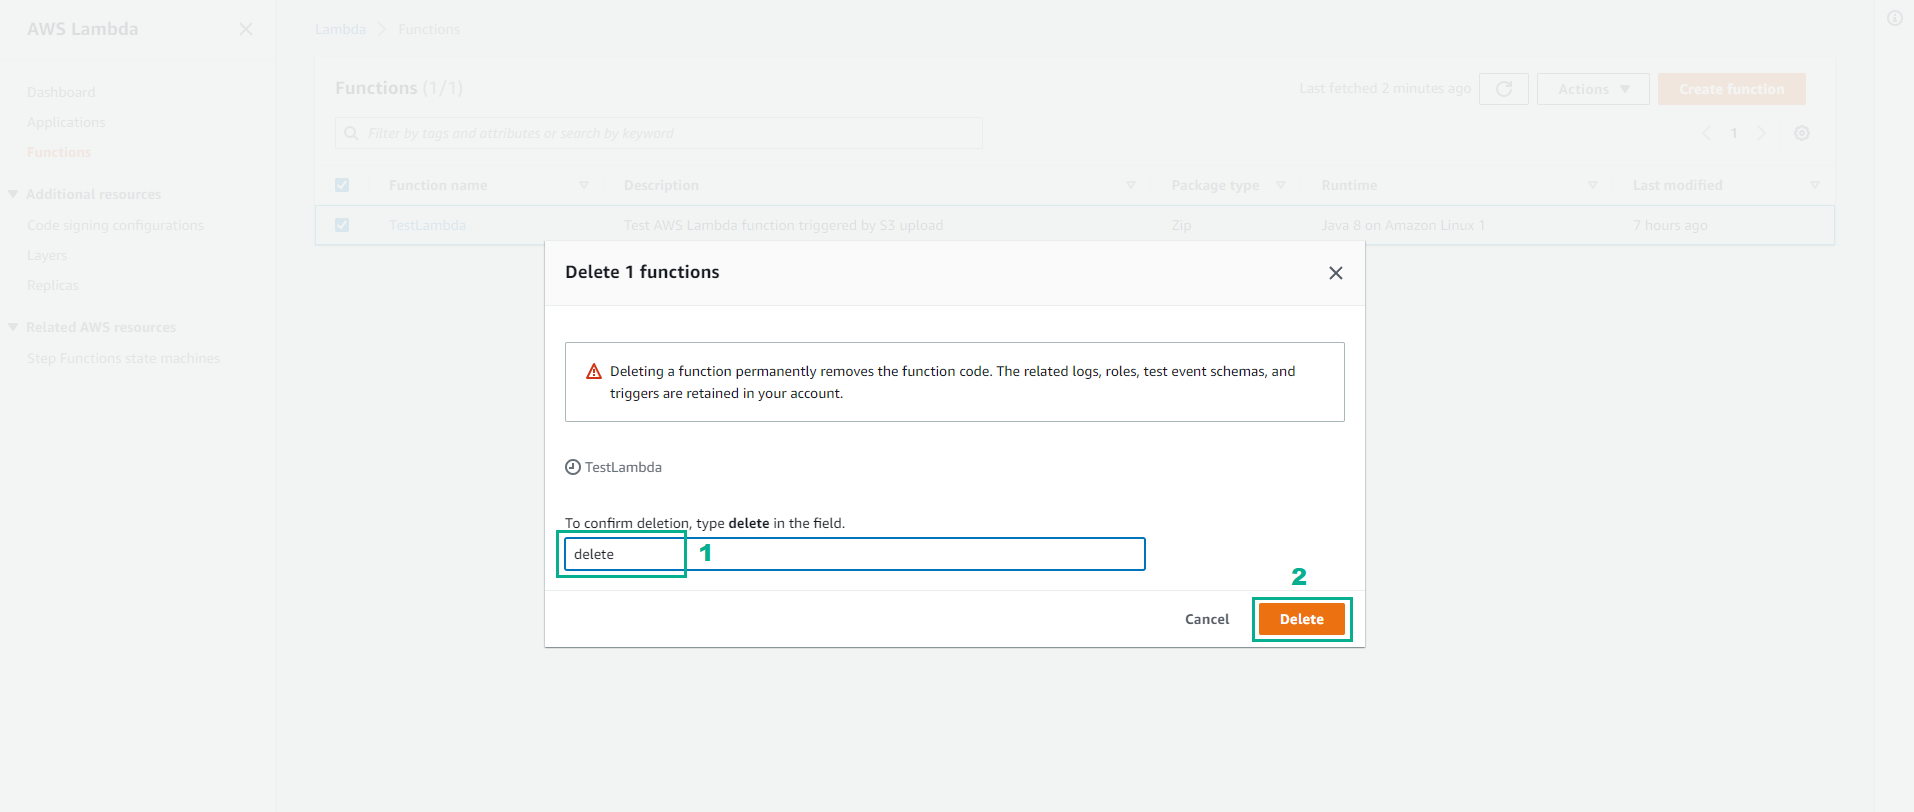 AWS Lambda
Dashboard
Applications
Functions
Additional resources
Code signing configurations
Layers
Replicas
Related AWS resources
Step Functions state machines
Lambda Functions
Functions (1/1)
Last fetched 2 minutes ago
Actions
Create function
Filter by tags and attributes or search by keyword
1
Function name Description Package type Runtime Last modified
TestLambda Test AWS Lambda function triggered by S3 upload Zip Java 8 on Amazon Linux 1 7 hours ago
Delete 1 functions
Deleting a function permanently removes the function code. The related logs, roles, test event schemas, and
triggers are retained in your account.
TestLambda
To confirm deletion, type delete in the field.
delete 1
2
Cancel Delete